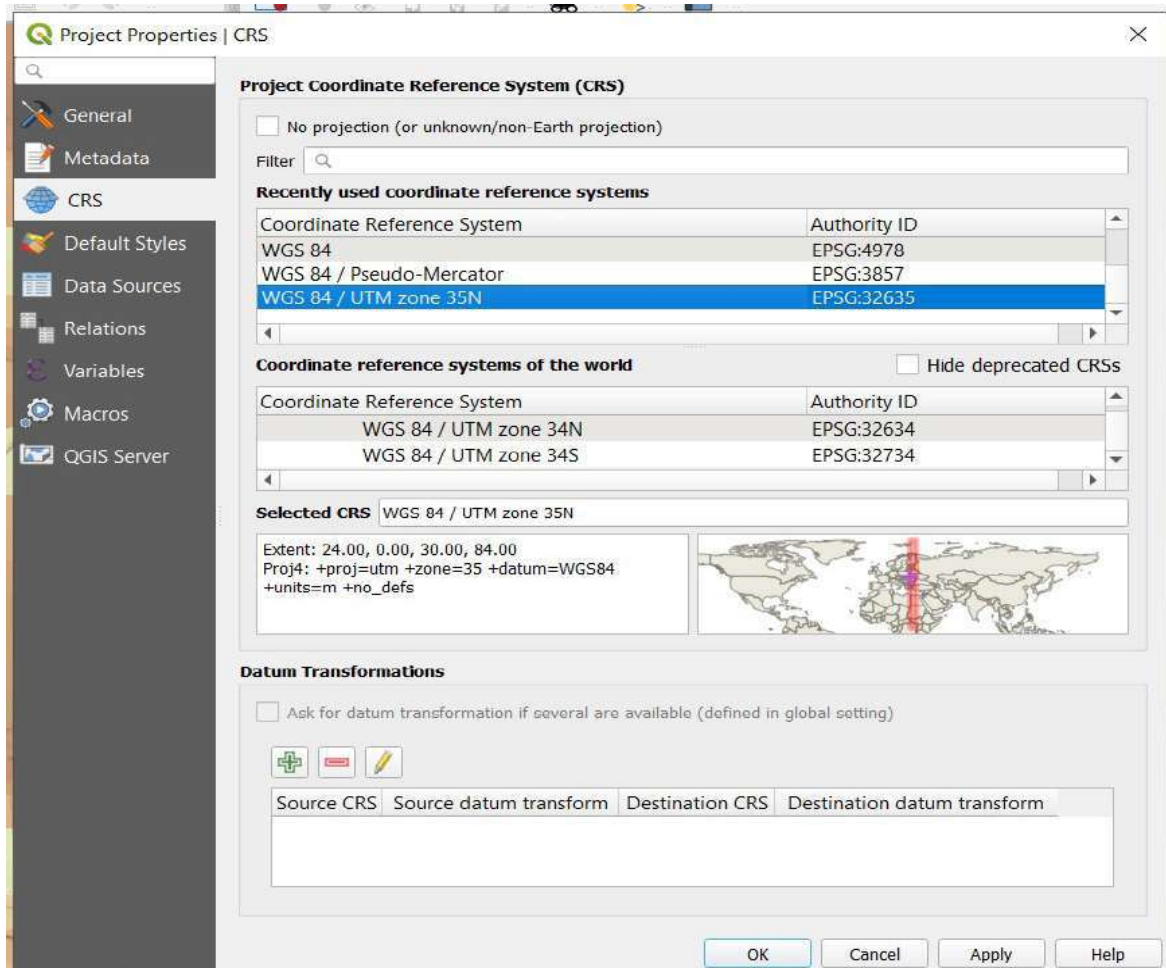 Project Properties | CRS
General
Metadata
CRS
Default Styles
Data Sources
Relations
Variables
Macros
QGIS Server
Project Coordinate Reference System (CRS)
No projection (or unknown/non-Earth projection)
Filter
Recently used coordinate reference systems
Coordinate Reference System Authority ID
WGS 84 EPSG:4978
WGS 84 / Pseudo-Mercator EPSG:3857
WGS 84 / UTM zone 35N EPSG:32635
Coordinate reference systems of the world Hide deprecated CRSs
Coordinate Reference System Authority ID
WGS 84 / UTM zone 34N EPSG:32634
WGS 84 / UTM zone 34S EPSG:32734
Selected CRS WGS 84 / UTM zone 35N
Extent: 24.00, 0.00, 30.00, 84.00
Proj4: +proj=utm +zone=35 +datum=WGS84
+units=m +no_defs
Datum Transformations
Ask for datum transformation if several are available (defined in global setting)
Source CRS Source datum transform Destination CRS Destination datum transform
OK Cancel Apply Help